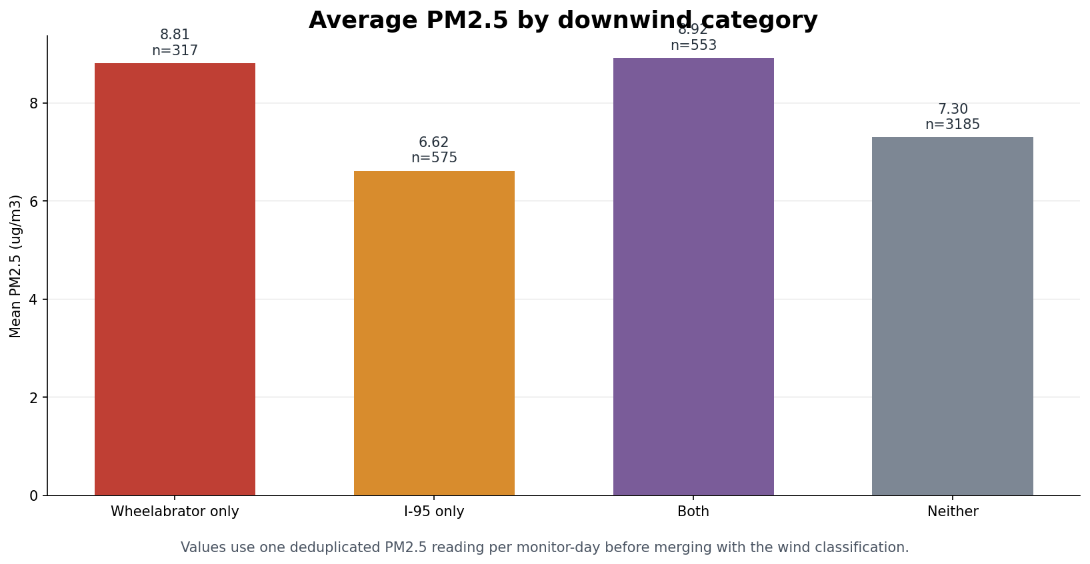 Average PM2.5 by downwind category
8.81
n=317
6.62
n=575
8.92
n=553
7.30
n=3185
Mean PM2.5 (ug/m3)
8
6
4
2
0
Wheelabrator only
I-95 only
Both
Neither
Values use one deduplicated PM2.5 reading per monitor-day before merging with the wind classification.